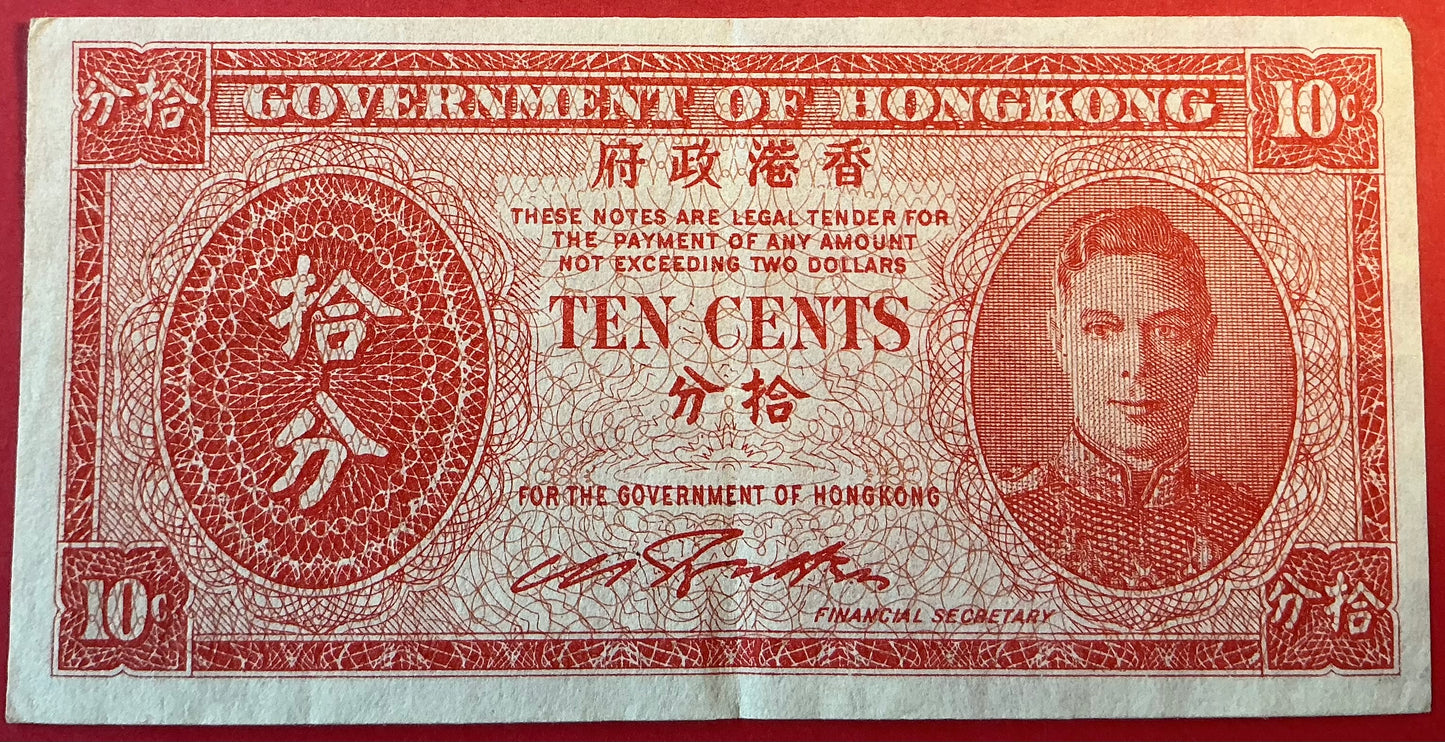 分拾
GOVERNMENT OF HONGKONG
10c
府政港香
THESE NOTES ARE LEGAL TENDER FOR
THE PAYMENT OF ANY AMOUNT
NOT EXCEEDING TWO DOLLARS
TEN CENTS
分拾
拾
分
FOR THE GOVERNMENT OF HONGKONG
FINANCIAL SECRETARY
10c
分拾